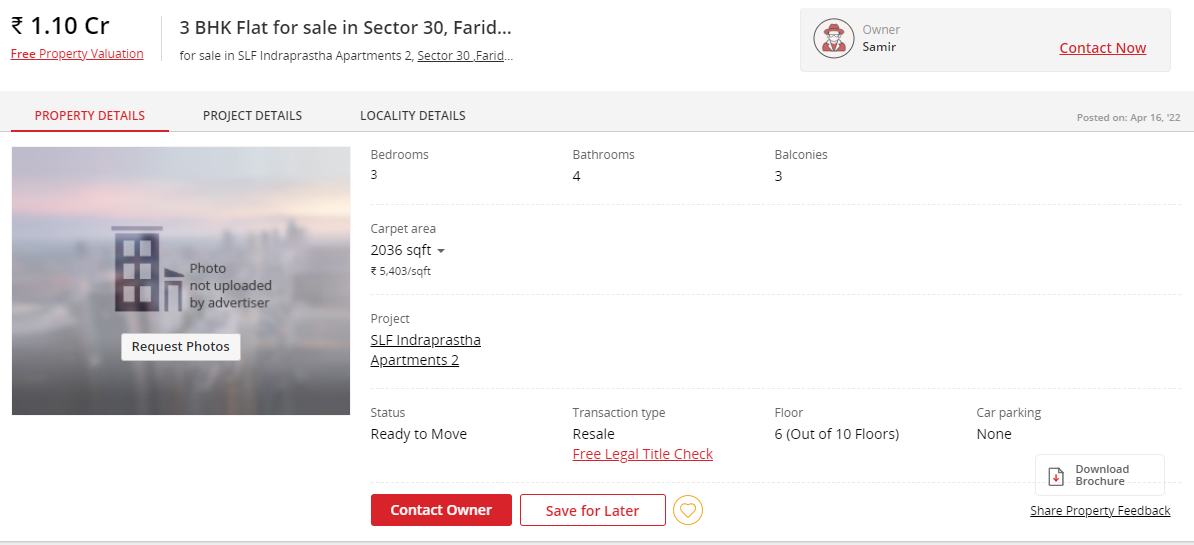 ₹ 1.10 Cr
Free Property Valuation
3 BHK Flat for sale in Sector 30, Farid...
for sale in SLF Indraprastha Apartments 2, Sector 30 ,Farid...
Owner
Samir
Contact Now
PROPERTY DETAILS
PROJECT DETAILS
LOCALITY DETAILS
Posted on: Apr 16, '22
Photo
not uploaded
by advertiser
Request Photos
Bedrooms
3
Bathrooms
4
Balconies
3
Carpet area
2036 sqft
₹ 5,403/sqft
Project
SLF Indraprastha
Apartments 2
Status
Ready to Move
Transaction type
Resale
Free Legal Title Check
Floor
6 (Out of 10 Floors)
Car parking
None
Download
Brochure
Contact Owner
Save for Later
Share Property Feedback